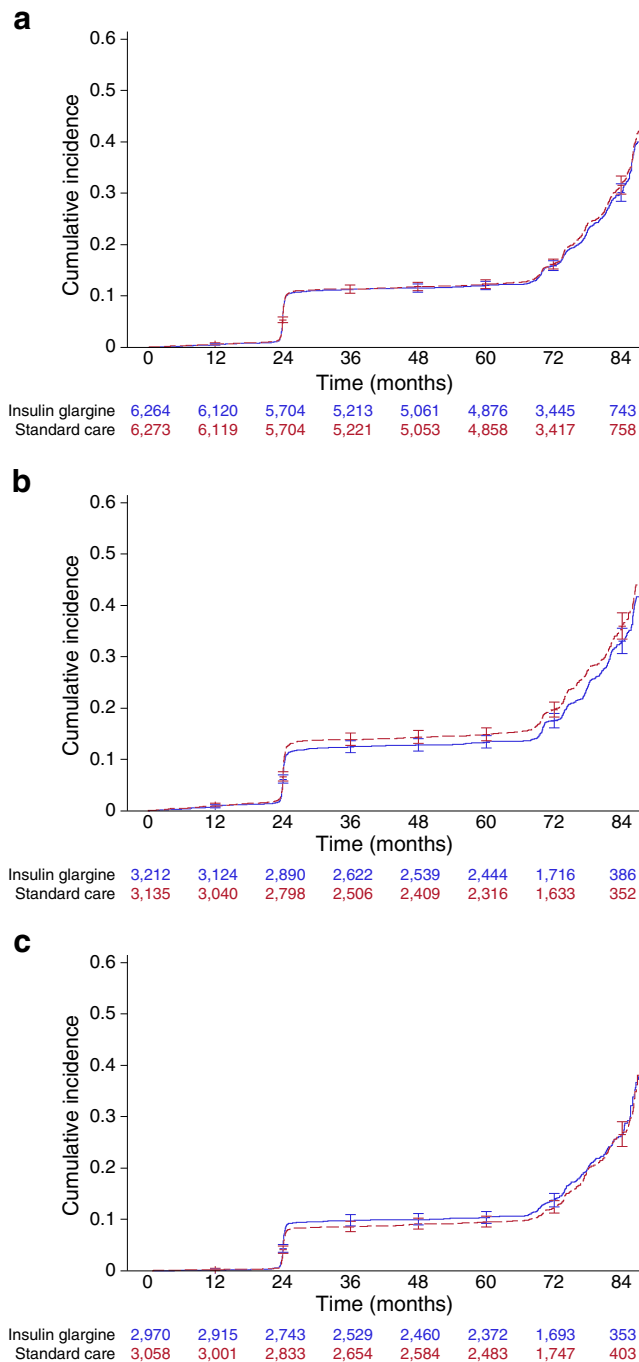 a
0.6
0.5
0.4
0.3
0.2
0.1
0
Cumulative incidence
0 12 24 36 48 60 72 84
Time (months)
Insulin glargine 6,264 6,120 5,704 5,213 5,061 4,876 3,445 743
Standard care 6,273 6,119 5,704 5,221 5,053 4,858 3,417 758
b
0.6
0.5
0.4
0.3
0.2
0.1
0
Cumulative incidence
0 12 24 36 48 60 72 84
Time (months)
Insulin glargine 3,212 3,124 2,890 2,622 2,539 2,444 1,716 386
Standard care 3,135 3,040 2,798 2,506 2,409 2,316 1,633 352
c
0.6
0.5
0.4
0.3
0.2
0.1
0
Cumulative incidence
0 12 24 36 48 60 72 84
Time (months)
Insulin glargine 2,970 2,915 2,743 2,529 2,460 2,372 1,693 353
Standard care 3,058 3,001 2,833 2,654 2,584 2,483 1,747 403